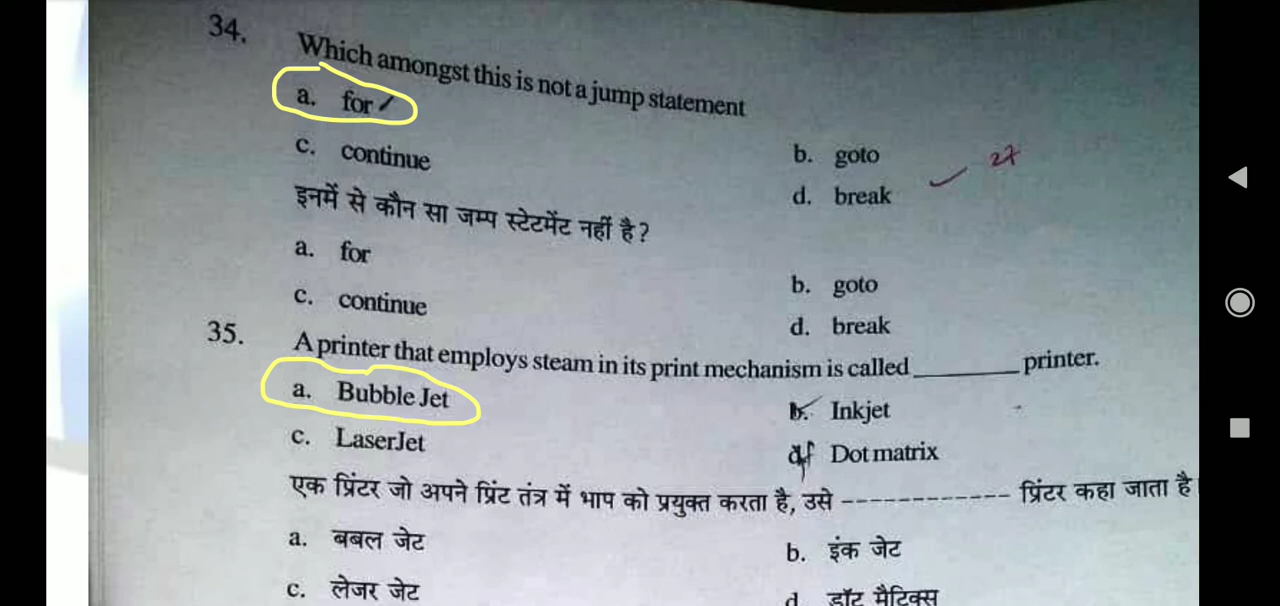 34. Which amongst this is not a jump statement
a. for
b. goto
c. continue
d. break
27
इनमें से कौन सा जम्प स्टेटमेंट नहीं है?
a. for
b. goto
c. continue
d. break
35. A printer that employs steam in its print mechanism is called ________ printer.
a. Bubble Jet
b. Inkjet
c. LaserJet
d. Dot matrix
एक प्रिंटर जो अपने प्रिंट तंत्र में भाप को प्रयुक्त करता है, उसे ------------ प्रिंटर कहा जाता है।
a. बबल जेट
b. इंक जेट
c. लेजर जेट
d डॉट मैट्रिक्स